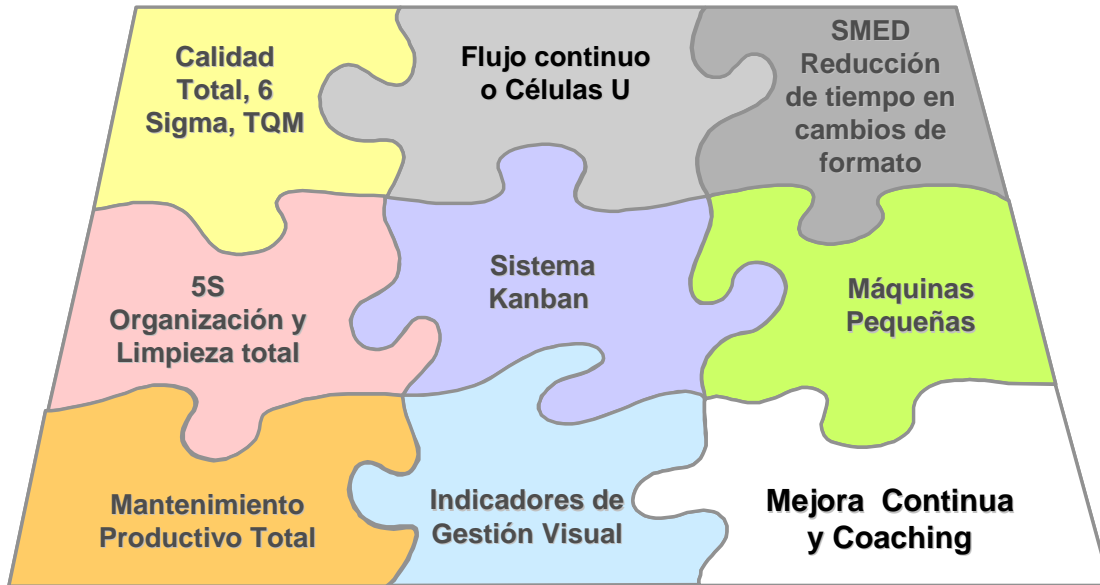 Calidad
Total, 6
Sigma, TQM
Flujo continuo
o Células U
SMED
Reducción
de tiempo en
cambios de
formato
5S
Organización y
Limpieza total
Sistema
Kanban
Máquinas
Pequeñas
Mantenimiento
Productivo Total
Indicadores de
Gestión Visual
Mejora Continua
y Coaching